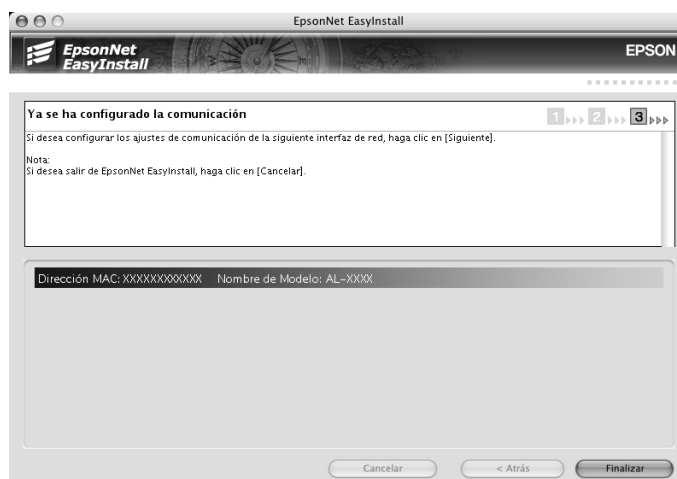 EpsonNet EasyInstall
EpsonNet
EasyInstall
EPSON
Ya se ha configurado la comunicación
1 2 3
Si desea configurar los ajustes de comunicación de la siguiente interfaz de red, haga clic en [Siguiente].
Nota:
Si desea salir de EpsonNet EasyInstall, haga clic en [Cancelar].
Dirección MAC: XXXXXXXXXXXX Nombre de Modelo: AL-XXXX
Cancelar
< Atrás
Finalizar